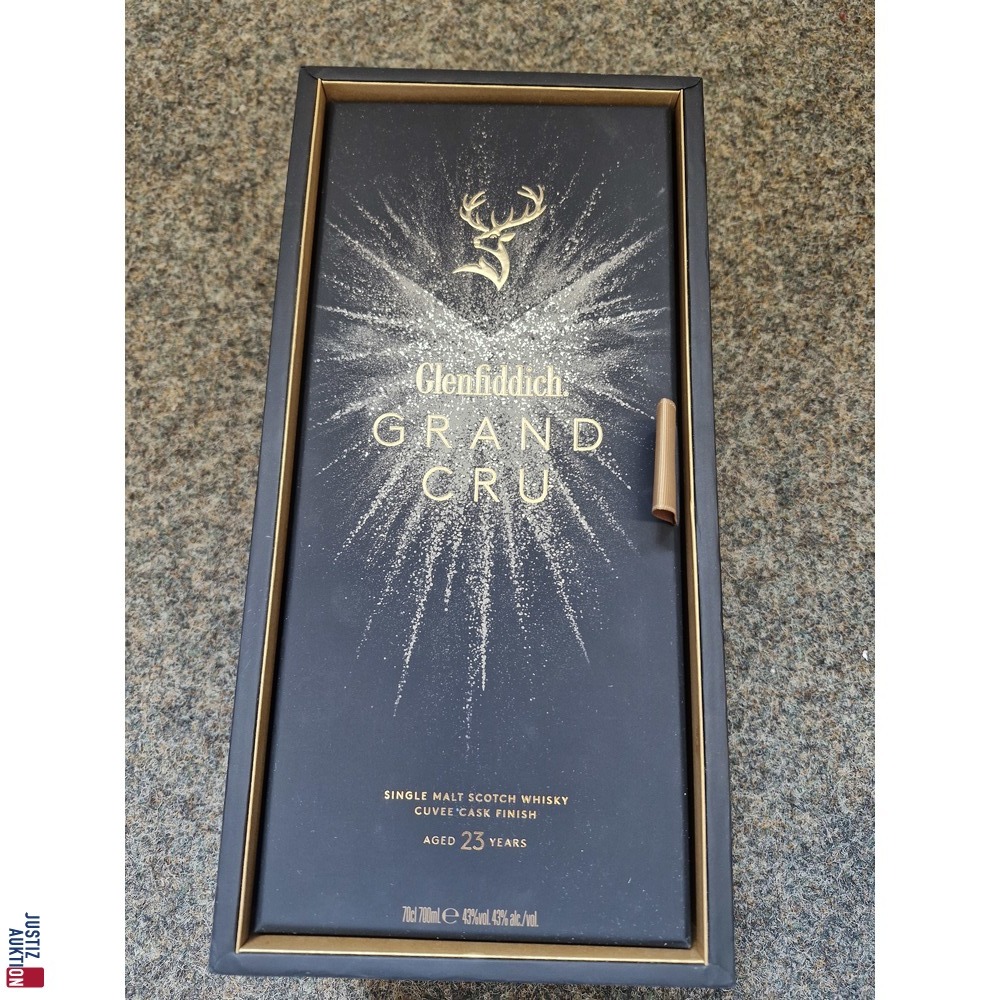 Glenfiddich®
GRAND
CRU
SINGLE MALT SCOTCH WHISKY
CUVEE CASK FINISH
AGED 23 YEARS
70cl 700mL ℮ 43%vol. 43% alc./vol.
JUSTIZ
AUKTION